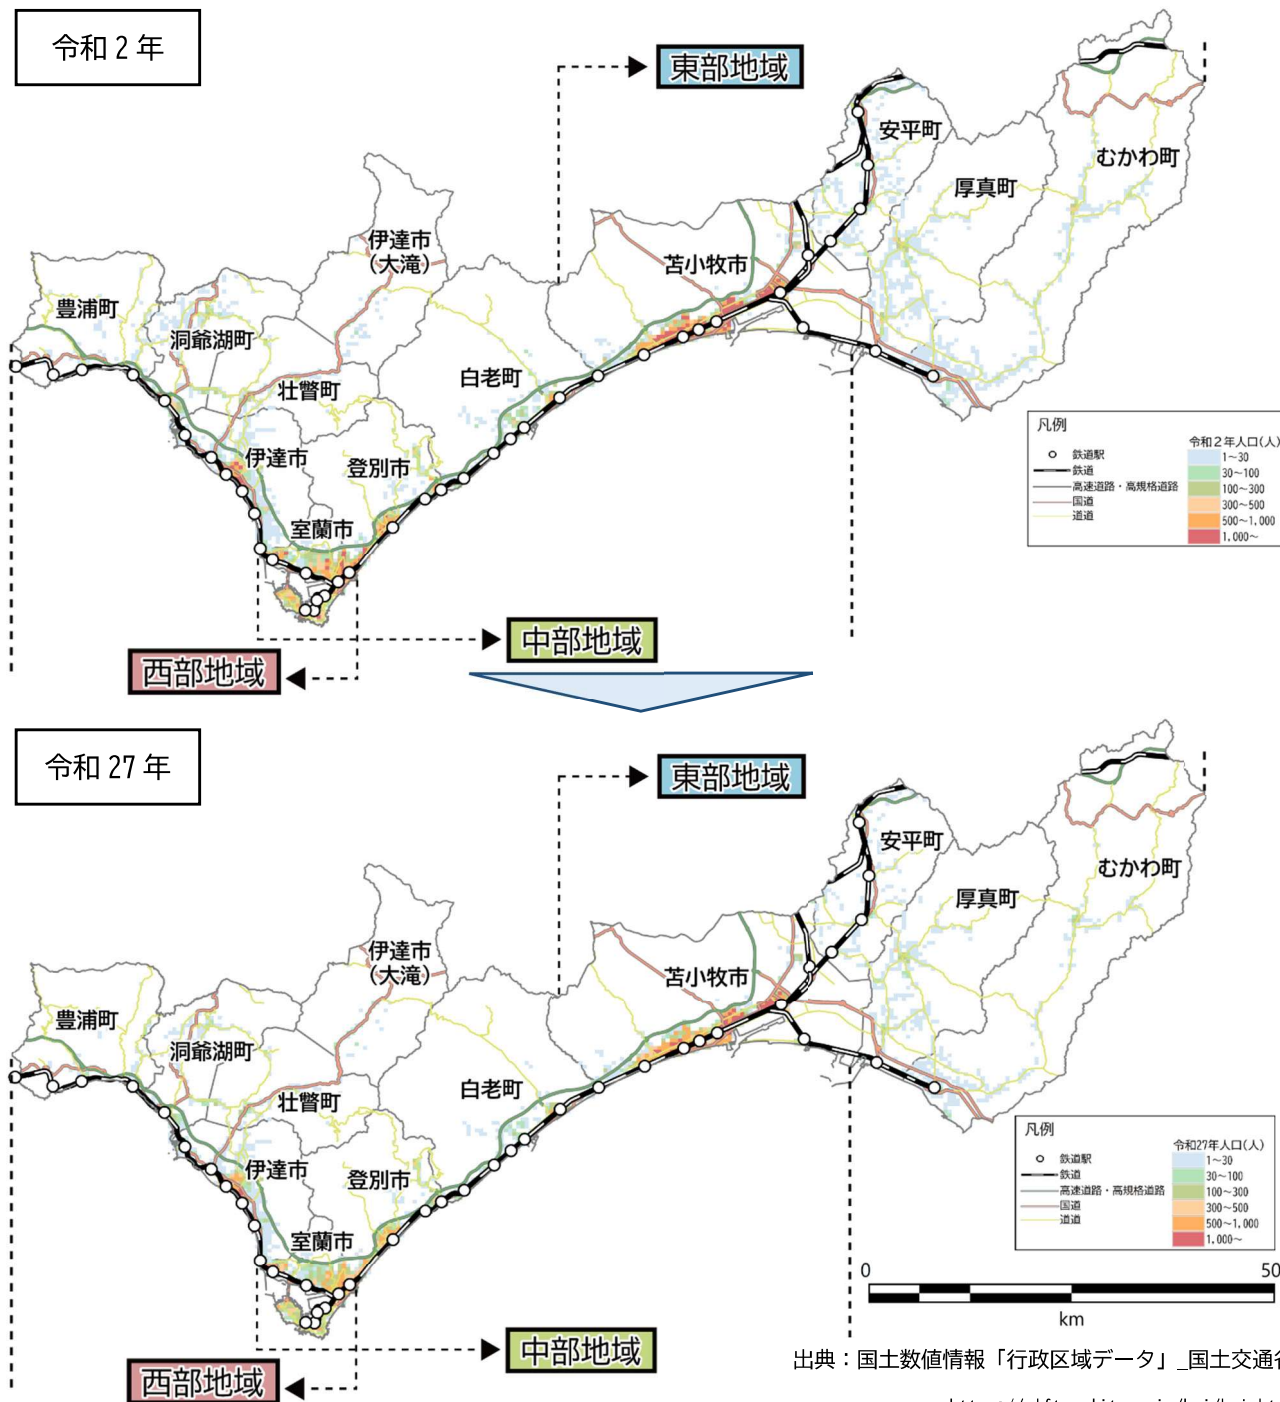 令和２年
東部地域
安平町
むかわ町
厚真町
伊達市
（大滝）
苫小牧市
豊浦町
洞爺湖町
白老町
壮瞥町
伊達市
登別市
室蘭市
凡例
令和２年人口(人)
鉄道駅
鉄道
高速道路・高規格道路
国道
道道
1～30
30～100
100～300
300～500
500～1,000
1,000～
中部地域
西部地域
令和 27 年
東部地域
安平町
むかわ町
厚真町
伊達市
（大滝）
苫小牧市
豊浦町
洞爺湖町
白老町
壮瞥町
伊達市
登別市
室蘭市
凡例
令和27年人口(人)
鉄道駅
鉄道
高速道路・高規格道路
国道
道道
1～30
30～100
100～300
300～500
500～1,000
1,000～
0 50
km
中部地域
西部地域
出典：国土数値情報「行政区域データ」_国土交通省